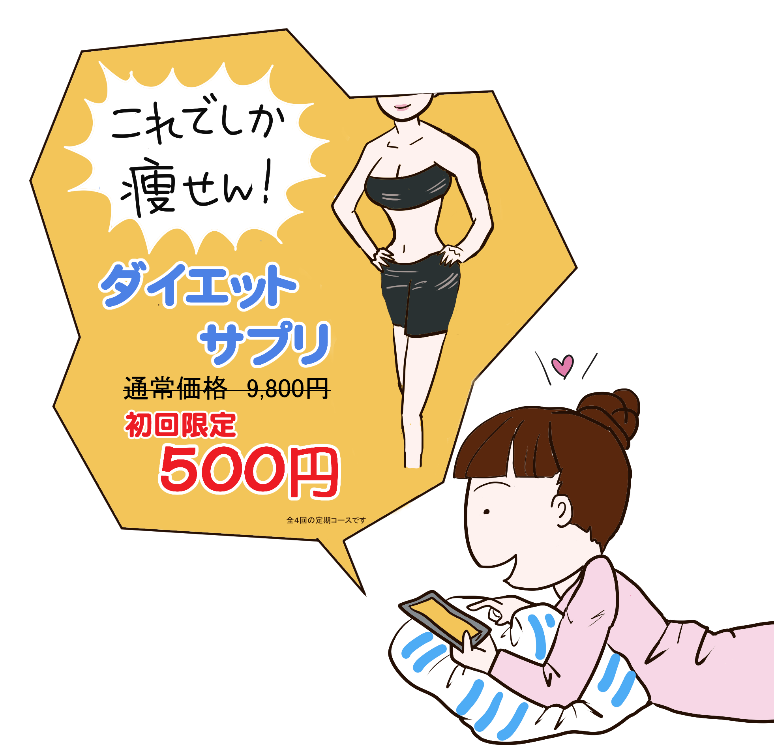 これでしか
痩せん!
ダイエット
サプリ
通常価格 9,800円
初回限定
500円
全4回の定期コースです